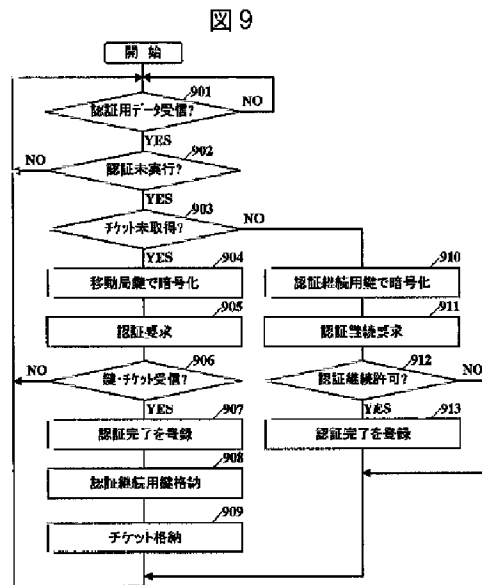 図9
開始
901
認証用データ受信?
NO
YES
902
NO
認証未実行?
YES
903
チケット未取得?
NO
YES
904
移動局鍵で暗号化
910
認証継続用鍵で暗号化
905
認証要求
911
認証継続要求
906
NO
鍵・チケット受信?
YES
912
認証継続許可?
NO
YES
907
認証完了を登録
913
認証完了を登録
908
認証継続用鍵格納
909
チケット格納